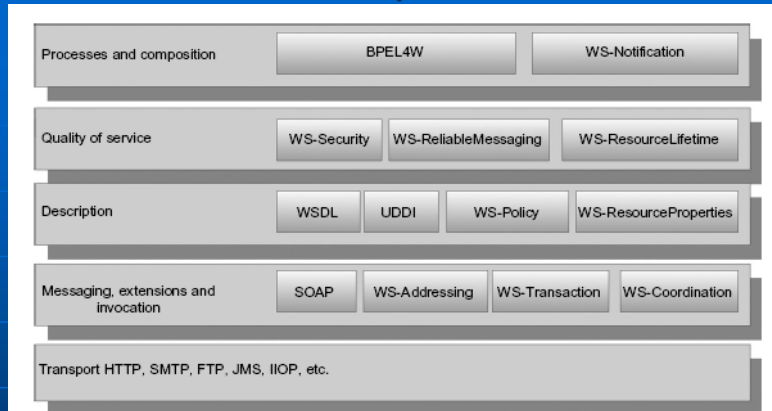 Processes and composition
BPEL4W
WS-Notification
Quality of service
WS-Security
WS-ReliableMessaging
WS-ResourceLifetime
Description
WSDL
UDDI
WS-Policy
WS-ResourceProperties
Messaging, extensions and
invocation
SOAP
WS-Addressing
WS-Transaction
WS-Coordination
Transport HTTP, SMTP, FTP, JMS, IIOP, etc.